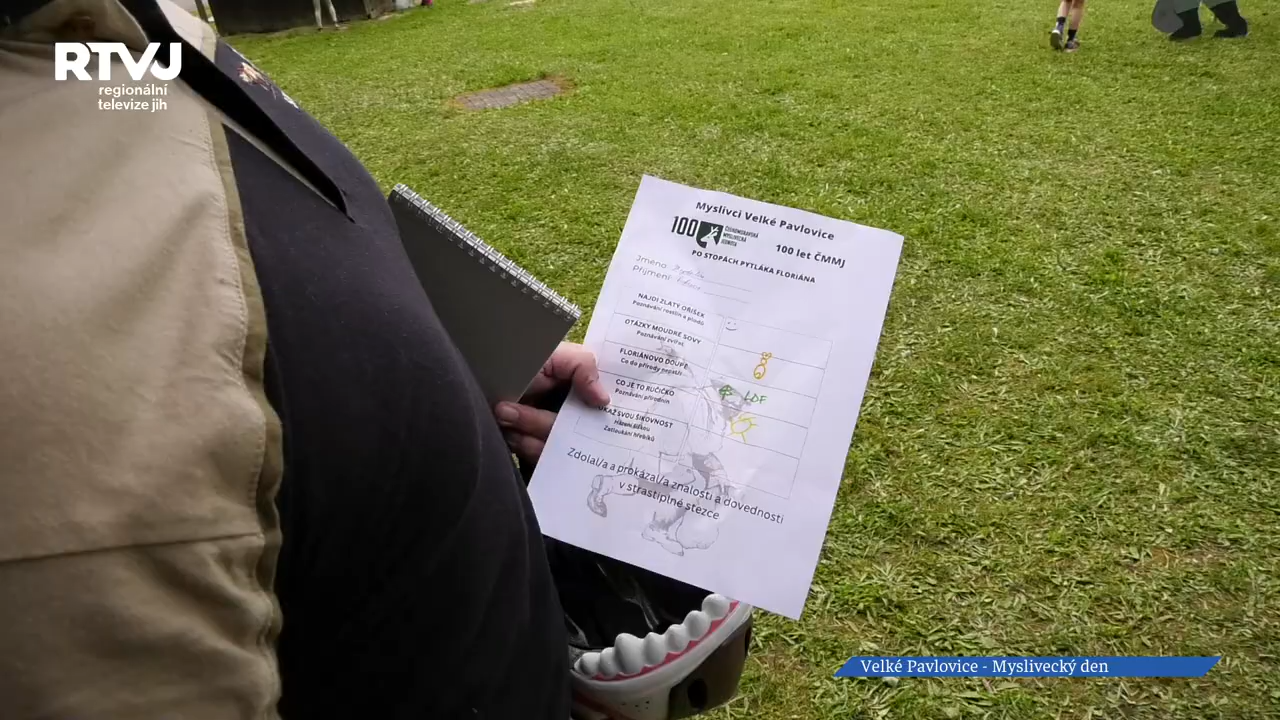 RTVJ
regionální
televize jih
Myslivci Velké Pavlovice
100
ČESKOMORAVSKÁ
MYSLIVECKÁ
JEDNOTA
100 let ČMMJ
PO STOPÁCH PYTLÁKA FLORIÁNA
Jméno:
Příjmení:
NAJDI ZLATÝ OŘÍŠEK
Poznávání rostlin a plodů
OTÁZKY MOUDRÉ SOVY
Poznávání zvířat
FLORIÁNOVO DOUPĚ
Co do přírody nepatří
CO JE TO RUČIČKO
Poznávání přírodnin
UKAŽ SVOU ŠIKOVNOST
Zatloukání hřebíků
LDF
Zdolal/a a prokázal/a znalosti a dovednosti
v strastiplné stezce
Velké Pavlovice - Myslivecký den